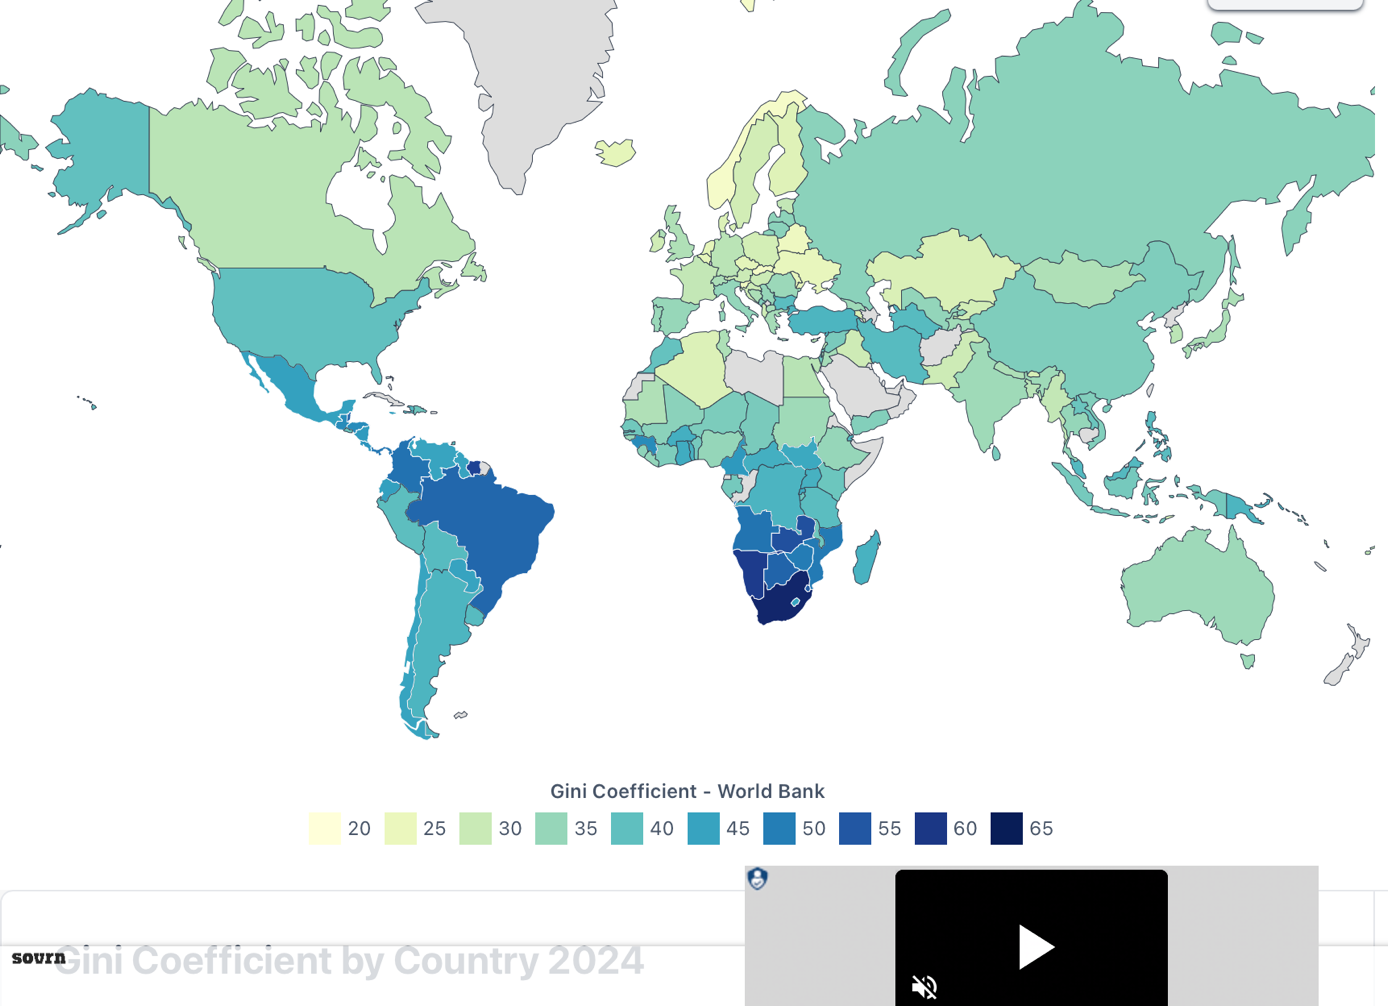 Gini Coefficient - World Bank
20 25 30 35 40 45 50 55 60 65
sovrn
Gini Coefficient by Country 2024